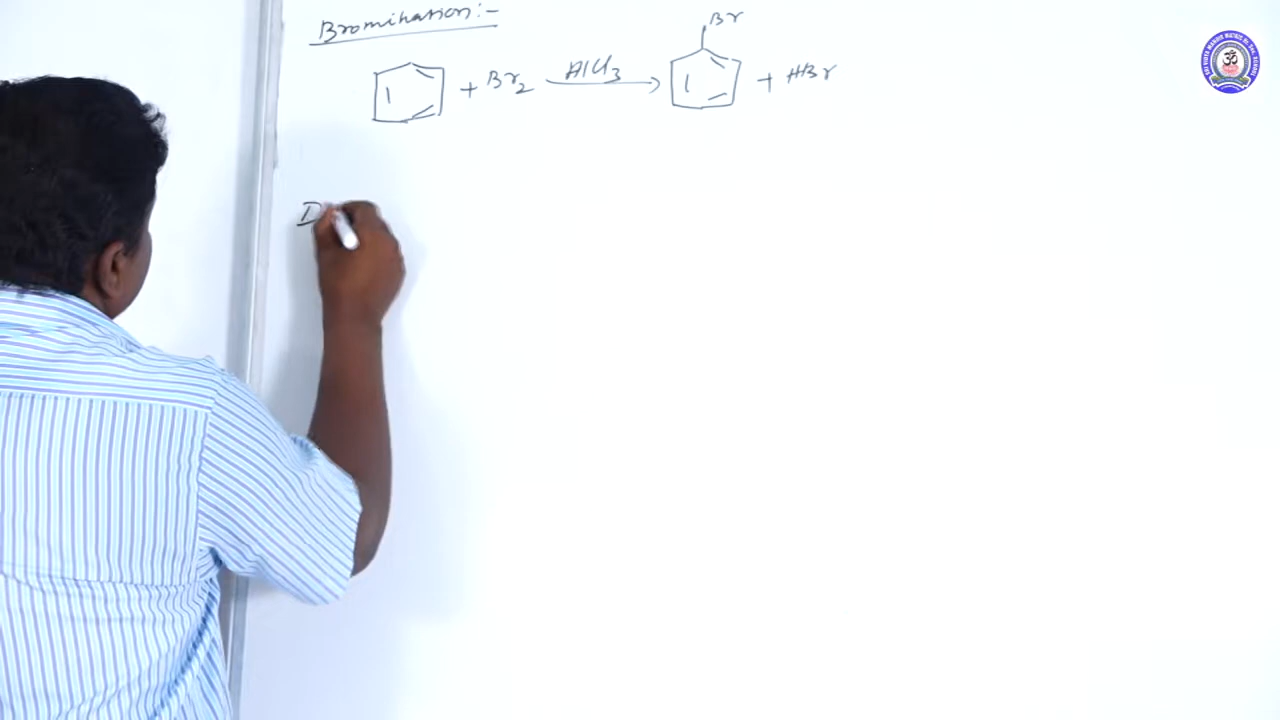 Bromination:-
+ Br2 AlCl3 → Br + HBr